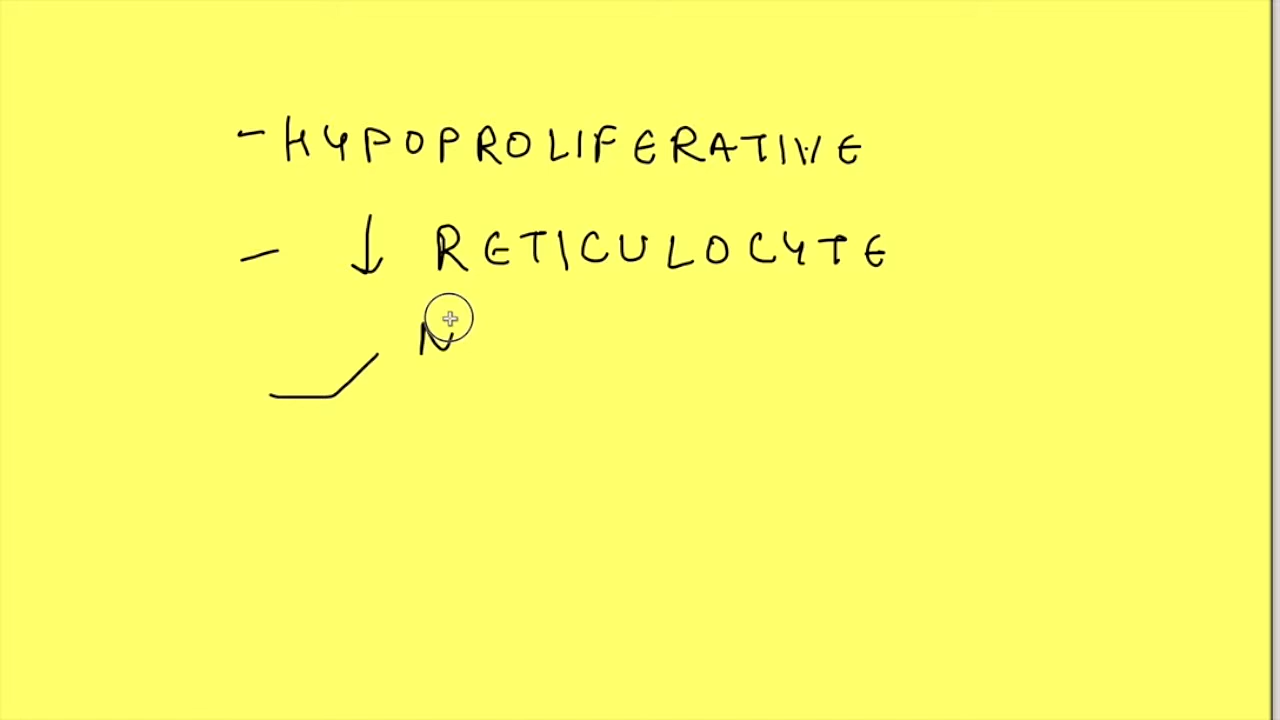 - HYPOPROLIFERATIVE
- ↓ RETICULOCYTE
N